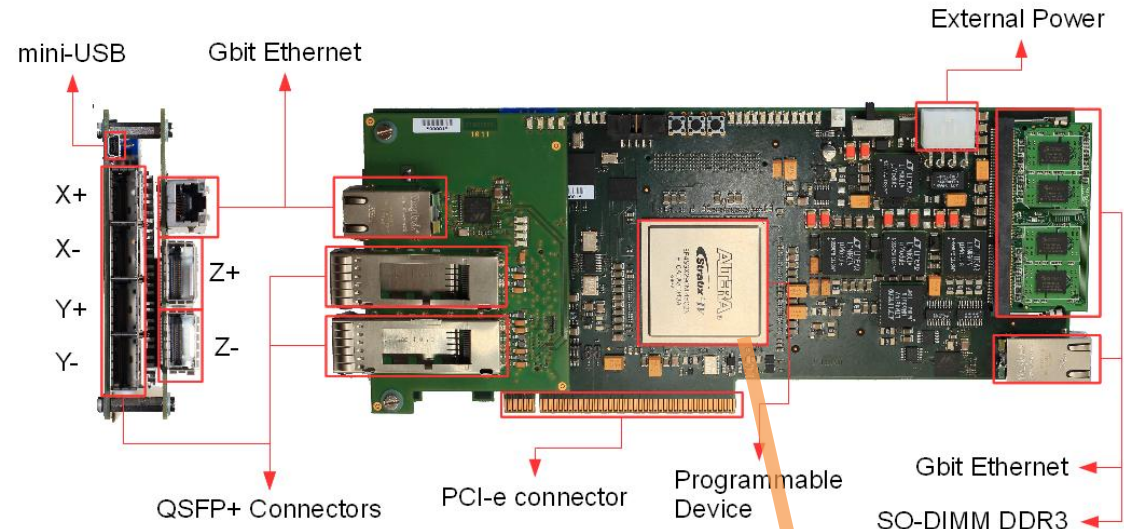 External Power
mini-USB
Gbit Ethernet
X+
X-
Y+
Y-
Z+
Z-
ALTERA
Stratix IV
QSFP+ Connectors
PCI-e connector
Programmable
Device
Gbit Ethernet
SO-DIMM DDR3